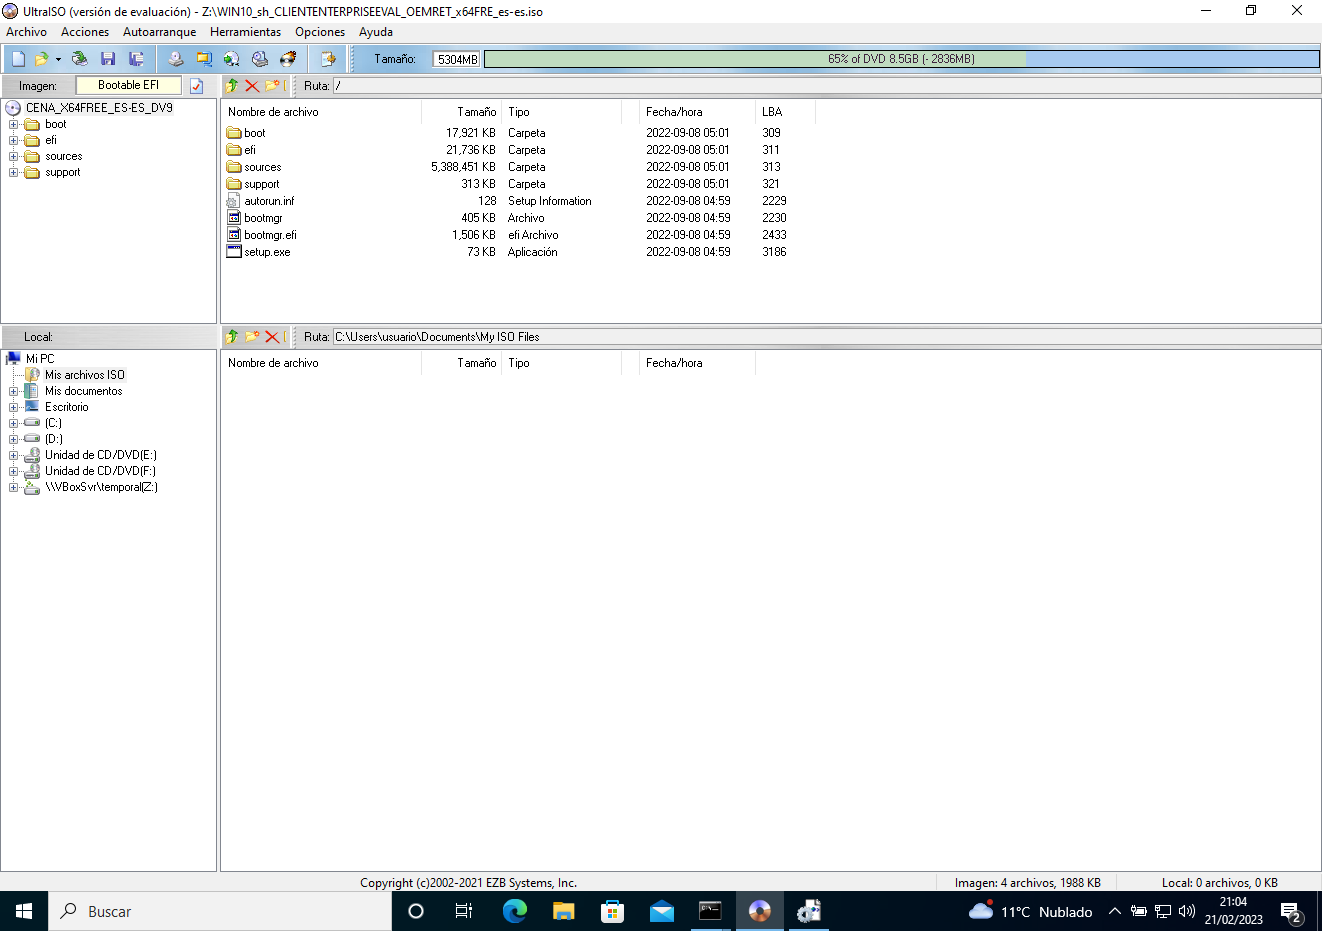 UltraISO (versión de evaluación) - Z:\WIN10_sh_CLIENTENTERPRISEEVAL_OEMRET_x64FRE_es-es.iso
Archivo Acciones Autoarranque Herramientas Opciones Ayuda
Tamaño: 5304MB 65% of DVD 8.5GB (- 2836MB)
Imagen: Bootable EFI Ruta: /
CENA_X64FREE_ES-ES_DV9
boot
efi
sources
support
Nombre de archivo Tamaño Tipo Fecha/hora LBA
boot 17,921 KB Carpeta 2022-09-08 05:01 309
efi 21,736 KB Carpeta 2022-09-08 05:01 311
sources 5,388,451 KB Carpeta 2022-09-08 05:01 313
support 313 KB Carpeta 2022-09-08 05:01 321
autorun.inf 128 Setup Information 2022-09-08 04:59 2229
bootmgr 405 KB Archivo 2022-09-08 04:59 2230
bootmgr.efi 1,506 KB efi Archivo 2022-09-08 04:59 2433
setup.exe 73 KB Aplicación 2022-09-08 04:59 3186
Local: Ruta: C:\Users\usuario\Documents\My ISO Files
Mi PC
Mis archivos ISO
Mis documentos
Escritorio
(C:)
(D:)
Unidad de CD/DVD(E:)
Unidad de CD/DVD(F:)
\\VBoxSvr\temporal(Z:)
Nombre de archivo Tamaño Tipo Fecha/hora
Copyright (c)2002-2021 EZB Systems, Inc. Imagen: 4 archivos, 1988 KB Local: 0 archivos, 0 KB
Buscar
11°C Nublado
21:04
21/02/2023
2